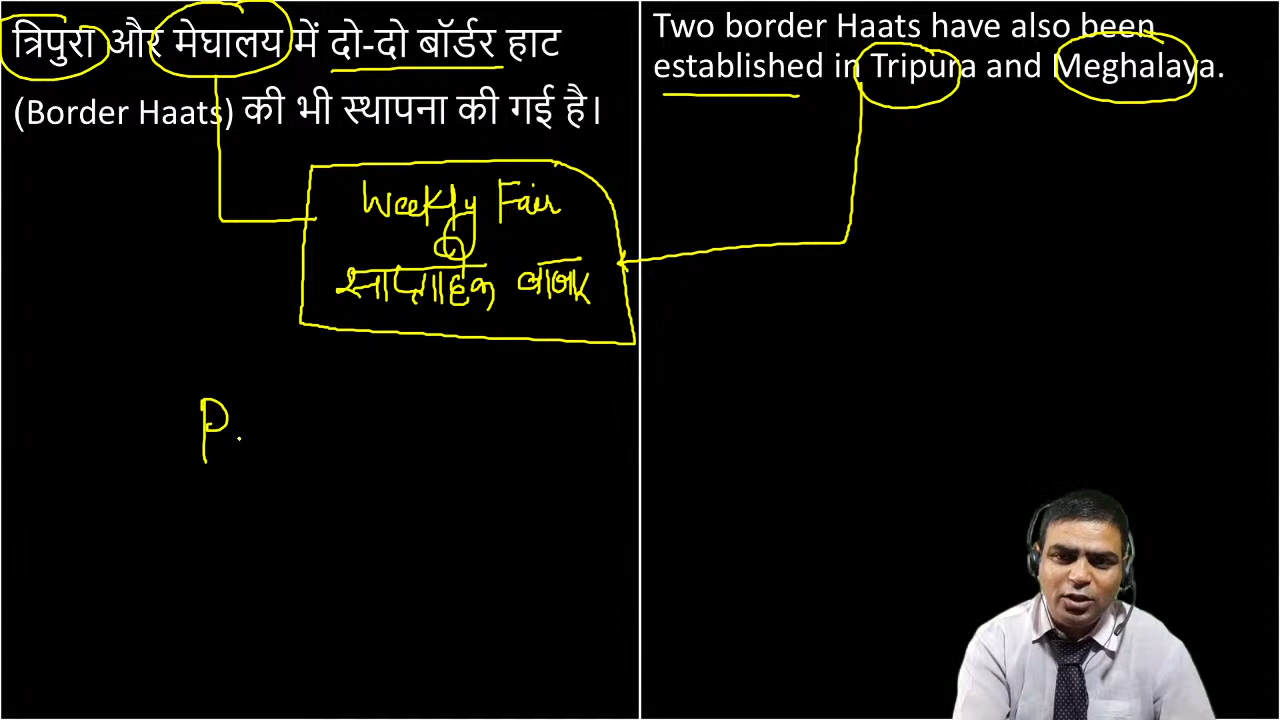 त्रिपुरा और मेघालय में दो-दो बॉर्डर हाट
(Border Haats) की भी स्थापना की गई है।
Two border Haats have also been
established in Tripura and Meghalaya.
Weekly Fair
साप्ताहिक बाजार
P.